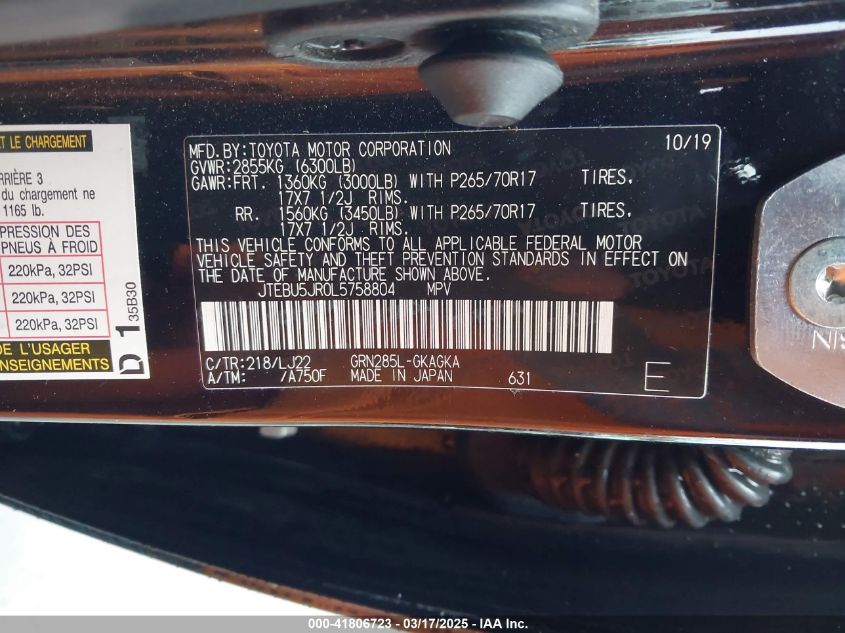 ET LE CHARGEMENT
RRIÈRE 3
du chargement ne
1165 lb.
PRESSION DES
PNEUS À FROID
220kPa, 32PSI
220kPa, 32PSI
220kPa, 32PSI
DE L'USAGER
ENSEIGNEMENTS
D 1 35B30
MFD. BY: TOYOTA MOTOR CORPORATION 10/19
GVWR: 2855KG (6300LB)
GAWR: FRT. 1360KG (3000LB) WITH P265/70R17 TIRES.
17X7 1/2J RIMS.
RR. 1560KG (3450LB) WITH P265/70R17 TIRES.
17X7 1/2J RIMS.
THIS VEHICLE CONFORMS TO ALL APPLICABLE FEDERAL MOTOR
VEHICLE SAFETY AND THEFT PREVENTION STANDARDS IN EFFECT ON
THE DATE OF MANUFACTURE SHOWN ABOVE.
JTEBU5JR0L5758804 MPV
C/TR: 218/LJ22 GRN285L-GKAGKA
A/TM: /A750F MADE IN JAPAN 631 E
000-41806723 — 03/17/2025 — IAA Inc.